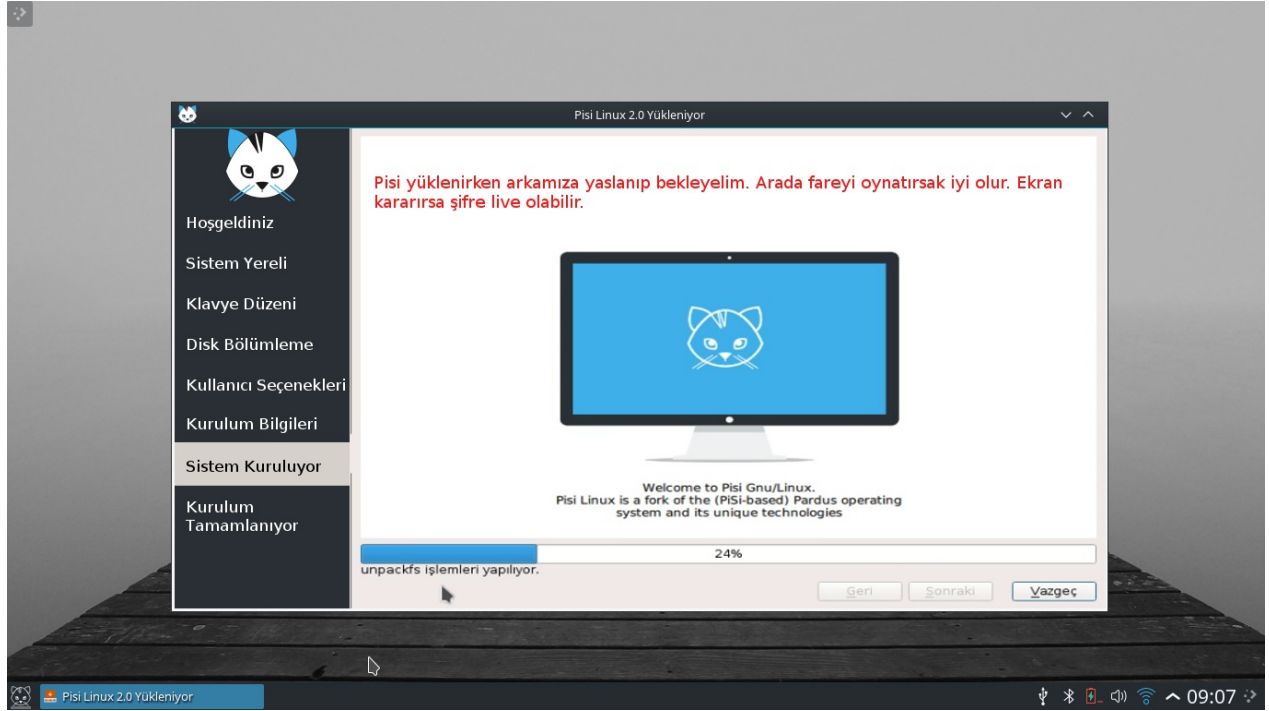 Pisi Linux 2.0 Yükleniyor
Pisi yüklenirken arkamıza yaslanıp bekleyelim. Arada fareyi oynatırsak iyi olur. Ekran
kararırsa şifre live olabilir.
Hoşgeldiniz
Sistem Yereli
Klavye Düzeni
Disk Bölümleme
Kullanıcı Seçenekleri
Kurulum Bilgileri
Sistem Kuruluyor
Kurulum
Tamamlanıyor
Welcome to Pisi Gnu/Linux.
Pisi Linux is a fork of the (PiSi-based) Pardus operating
system and its unique technologies
24%
unpackfs işlemleri yapılıyor.
Geri
Sonraki
Vazgeç
Pisi Linux 2.0 Yükleniyor
09:07